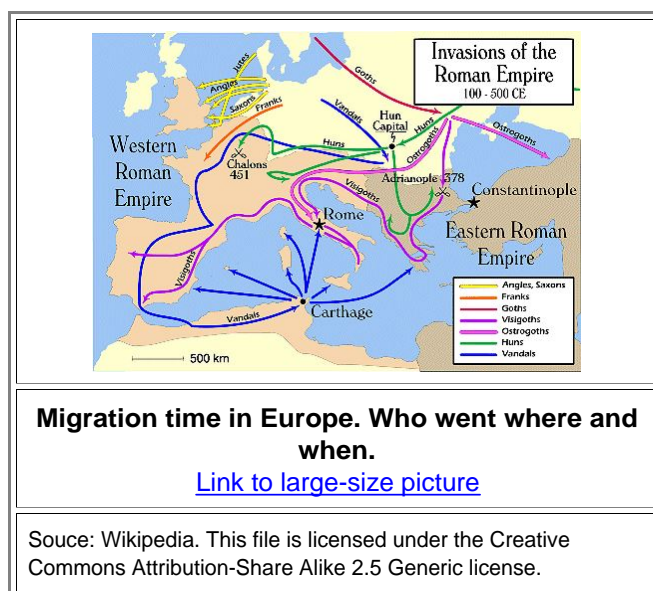 Invasions of the
Roman Empire
100 - 500 CE
Jutes
Angles
Saxons
Franks
Goths
Vandals
Hun
Capital
Huns
Ostrogoths
Huns
Ostrogoths
Western
Roman
Empire
Chalons
451
Visigoths
Adrianople 378
Constantinople
Rome
Eastern Roman
Empire
Visigoths
Carthage
Vandals
500 km
Angles, Saxons
Franks
Goths
Visigoths
Ostrogoths
Huns
Vandals
Migration time in Europe. Who went where and
when.
Link to large-size picture
Souce: Wikipedia. This file is licensed under the Creative
Commons Attribution-Share Alike 2.5 Generic license.